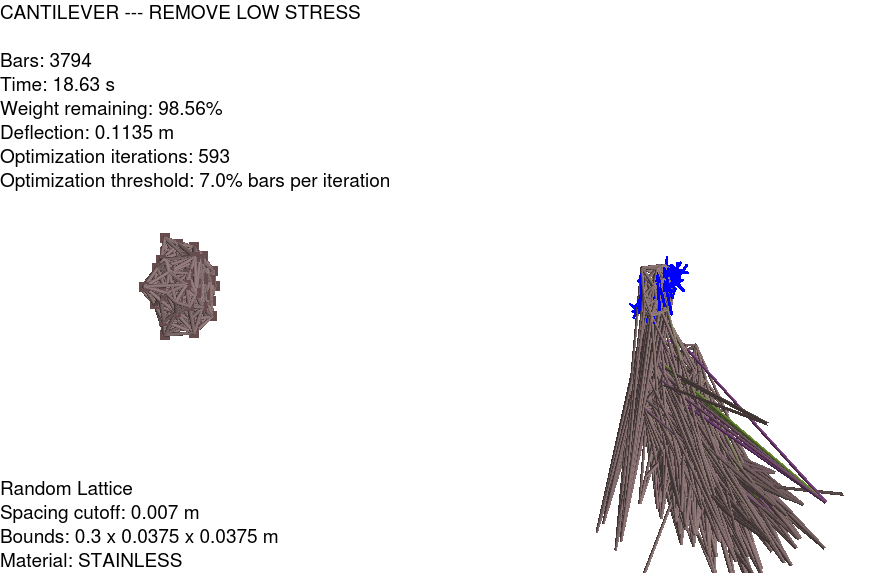 CANTILEVER --- REMOVE LOW STRESS
Bars: 3794
Time: 18.63 s
Weight remaining: 98.56%
Deflection: 0.1135 m
Optimization iterations: 593
Optimization threshold: 7.0% bars per iteration
Random Lattice
Spacing cutoff: 0.007 m
Bounds: 0.3 x 0.0375 x 0.0375 m
Material: STAINLESS